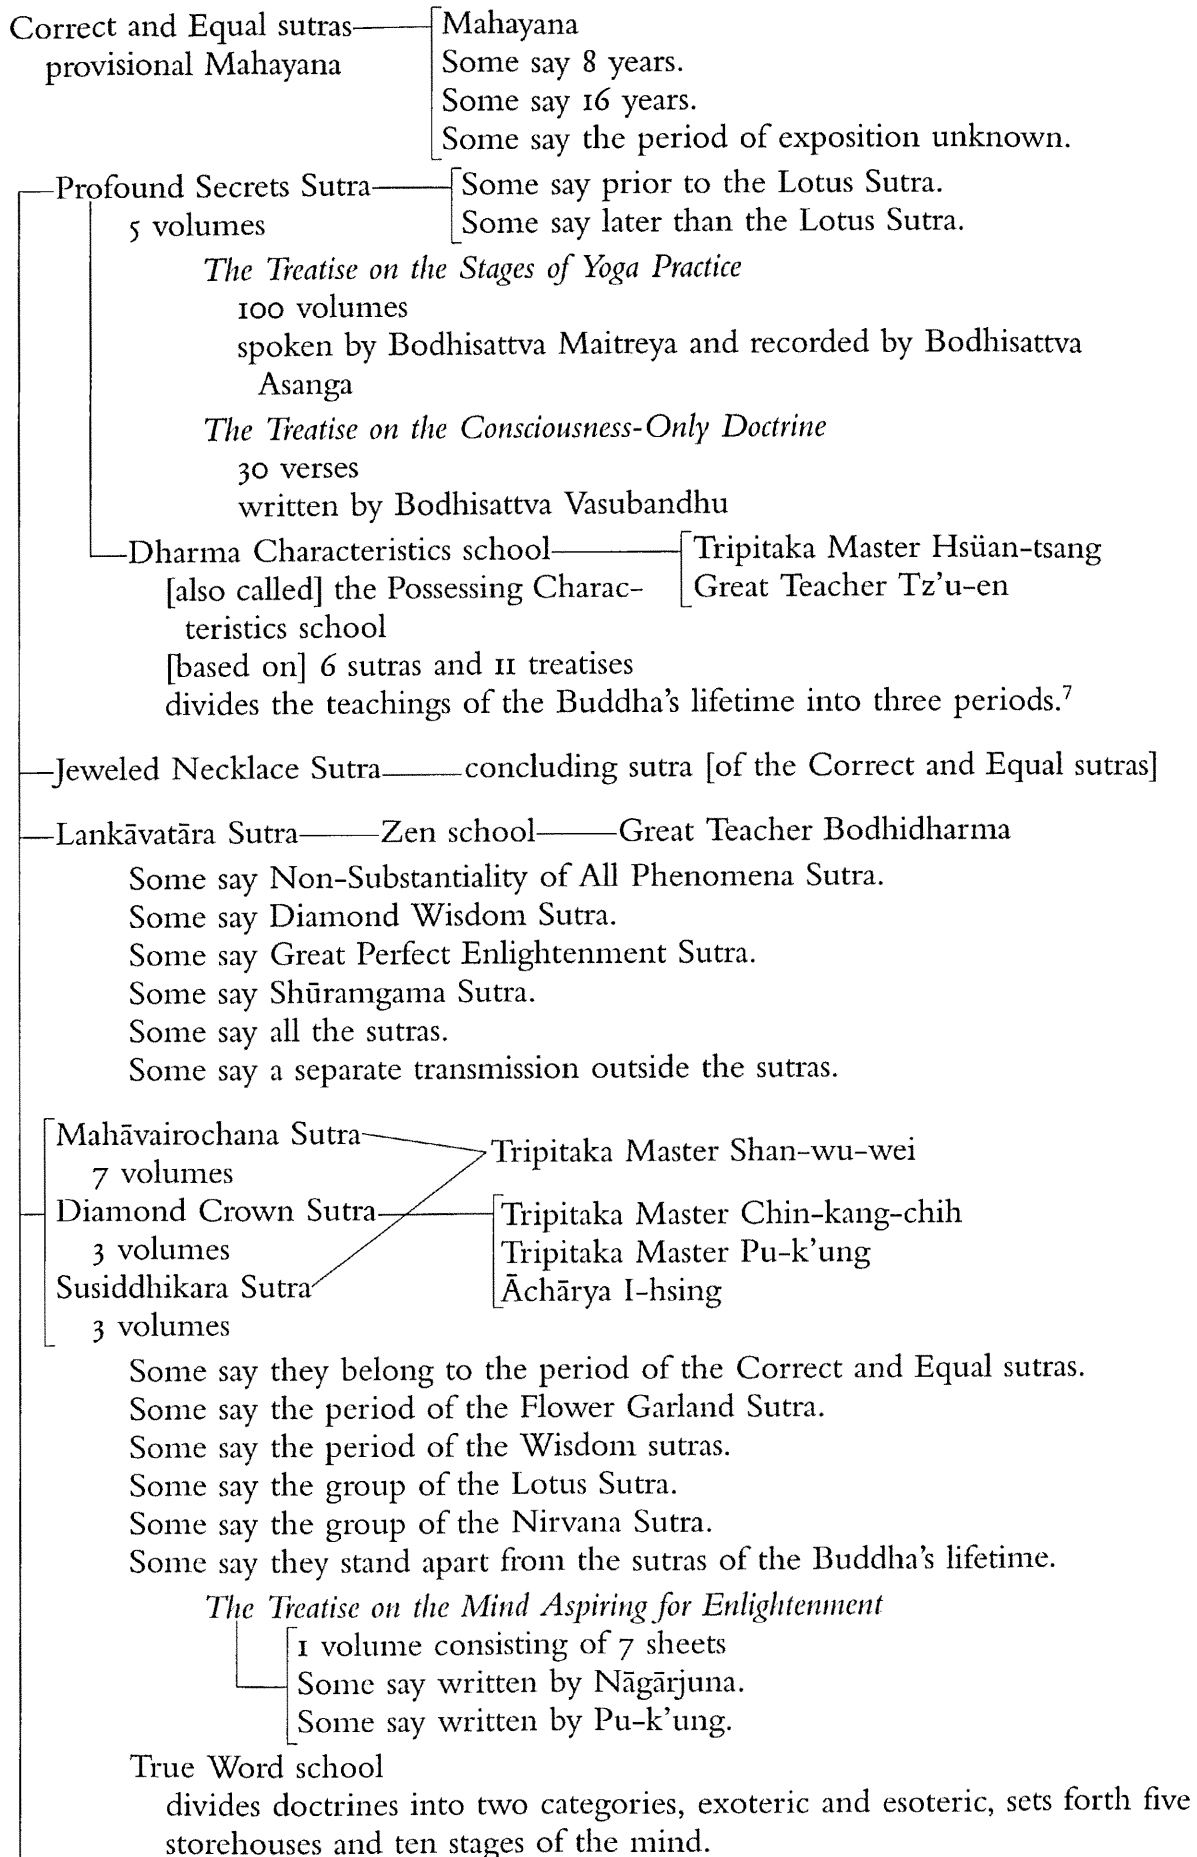 Correct and Equal sutras
provisional Mahayana
Mahayana
Some say 8 years.
Some say 16 years.
Some say the period of exposition unknown.
Profound Secrets Sutra
5 volumes
Some say prior to the Lotus Sutra.
Some say later than the Lotus Sutra.
The Treatise on the Stages of Yoga Practice
100 volumes
spoken by Bodhisattva Maitreya and recorded by Bodhisattva
Asanga
The Treatise on the Consciousness-Only Doctrine
30 verses
written by Bodhisattva Vasubandhu
Dharma Characteristics school
[also called] the Possessing Charac-
teristics school
[based on] 6 sutras and 11 treatises
divides the teachings of the Buddha's lifetime into three periods.⁷
Tripitaka Master Hsüan-tsang
Great Teacher Tz'u-en
Jeweled Necklace Sutra concluding sutra [of the Correct and Equal sutras]
Lankāvatāra Sutra Zen school Great Teacher Bodhidharma
Some say Non-Substantiality of All Phenomena Sutra.
Some say Diamond Wisdom Sutra.
Some say Great Perfect Enlightenment Sutra.
Some say Shūramgama Sutra.
Some say all the sutras.
Some say a separate transmission outside the sutras.
Mahāvairochana Sutra
7 volumes
Diamond Crown Sutra
3 volumes
Susiddhikara Sutra
3 volumes
Tripitaka Master Shan-wu-wei
Tripitaka Master Chin-kang-chih
Tripitaka Master Pu-k'ung
Āchārya I-hsing
Some say they belong to the period of the Correct and Equal sutras.
Some say the period of the Flower Garland Sutra.
Some say the period of the Wisdom sutras.
Some say the group of the Lotus Sutra.
Some say the group of the Nirvana Sutra.
Some say they stand apart from the sutras of the Buddha's lifetime.
The Treatise on the Mind Aspiring for Enlightenment
1 volume consisting of 7 sheets
Some say written by Nāgārjuna.
Some say written by Pu-k'ung.
True Word school
divides doctrines into two categories, exoteric and esoteric, sets forth five
storehouses and ten stages of the mind.